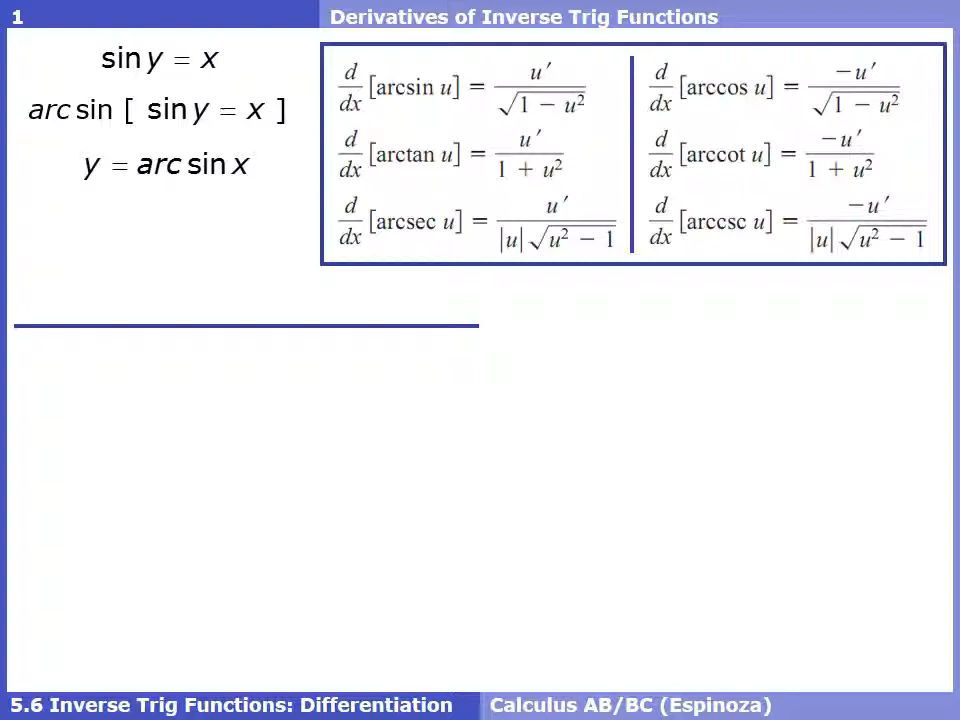 1
Derivatives of Inverse Trig Functions
sin y = x
arc sin [ sin y = x ]
y = arc sin x
d/dx [arcsin u] = u′/√(1 − u²)
d/dx [arccos u] = −u′/√(1 − u²)
d/dx [arctan u] = u′/(1 + u²)
d/dx [arccot u] = −u′/(1 + u²)
d/dx [arcsec u] = u′/(|u|√(u² − 1))
d/dx [arccsc u] = −u′/(|u|√(u² − 1))
5.6 Inverse Trig Functions: Differentiation
Calculus AB/BC (Espinoza)